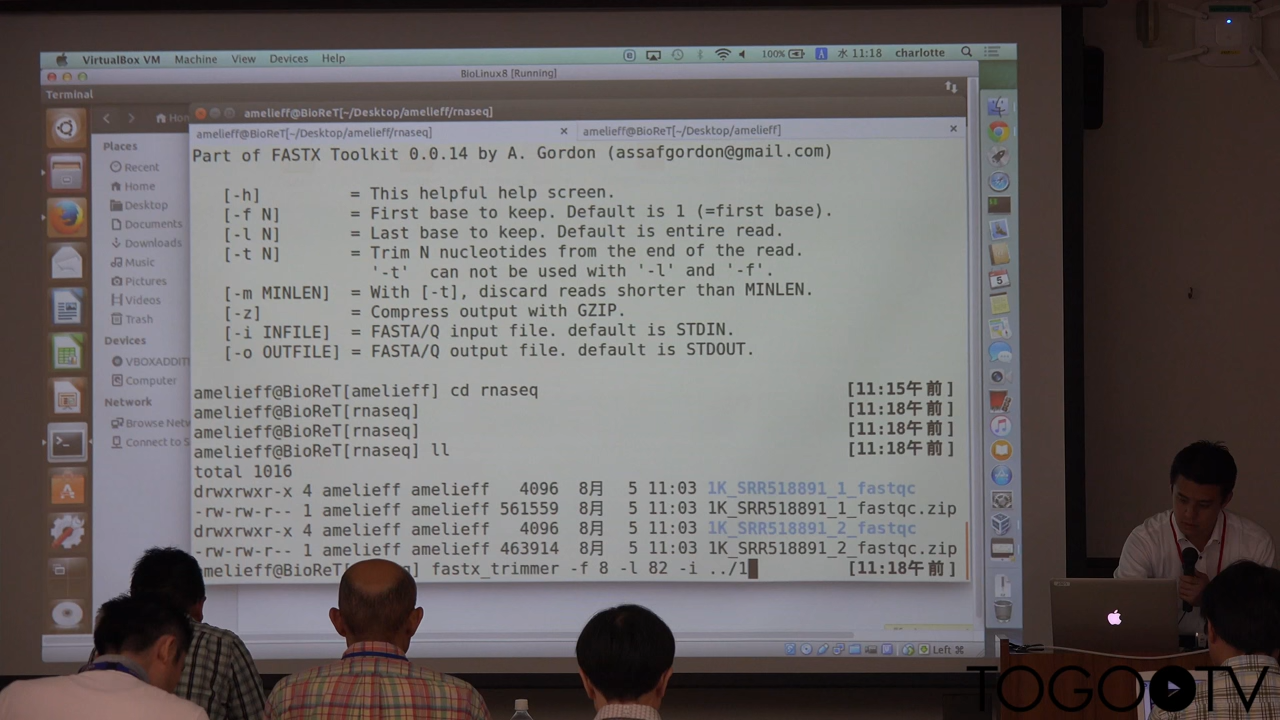 VirtualBox VM Machine View Devices Help 100% 水 11:18 charlotte
BioLinux8 [Running]
Terminal
amelieff@BioReT[~/Desktop/amelieff/rnaseq]
amelieff@BioReT[~/Desktop/amelieff/rnaseq] × amelieff@BioReT[~/Desktop/amelieff] ×
Places
Recent
Home
Desktop
Documents
Downloads
Music
Pictures
Videos
Trash
Devices
VBOXADDITI
Computer
Network
Browse Netw
Connect to S
Part of FASTX Toolkit 0.0.14 by A. Gordon (assafgordon@gmail.com)
[-h] = This helpful help screen.
[-f N] = First base to keep. Default is 1 (=first base).
[-l N] = Last base to keep. Default is entire read.
[-t N] = Trim N nucleotides from the end of the read.
'-t' can not be used with '-l' and '-f'.
[-m MINLEN] = With [-t], discard reads shorter than MINLEN.
[-z] = Compress output with GZIP.
[-i INFILE] = FASTA/Q input file. default is STDIN.
[-o OUTFILE] = FASTA/Q output file. default is STDOUT.
amelieff@BioReT[amelieff] cd rnaseq [11:15午前]
amelieff@BioReT[rnaseq] [11:18午前]
amelieff@BioReT[rnaseq] [11:18午前]
amelieff@BioReT[rnaseq] ll [11:18午前]
total 1016
drwxrwxr-x 4 amelieff amelieff 4096 8月 5 11:03 1K_SRR518891_1_fastqc
-rw-rw-r-- 1 amelieff amelieff 561559 8月 5 11:03 1K_SRR518891_1_fastqc.zip
drwxrwxr-x 4 amelieff amelieff 4096 8月 5 11:03 1K_SRR518891_2_fastqc
-rw-rw-r-- 1 amelieff amelieff 463914 8月 5 11:03 1K_SRR518891_2_fastqc.zip
amelieff@BioRe ] fastx_trimmer -f 8 -l 82 -i ../1 [11:18午前]
Left ⌘
TOGO TV